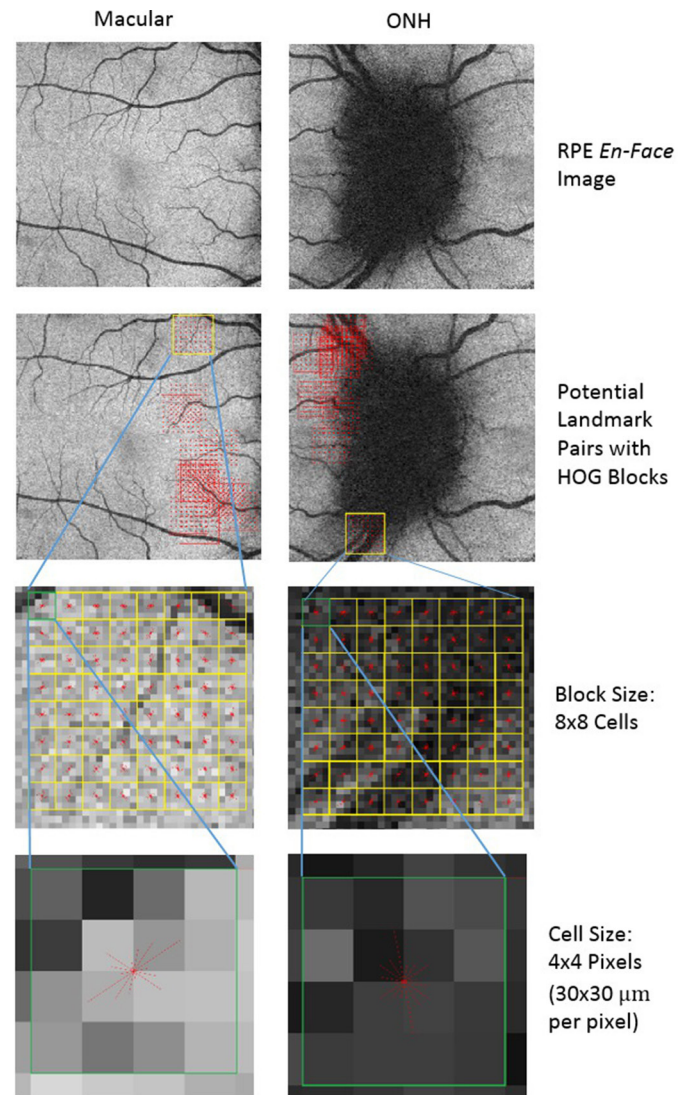 Macular
ONH
RPE En-Face
Image
Potential
Landmark
Pairs with
HOG Blocks
Block Size:
8x8 Cells
Cell Size:
4x4 Pixels
(30x30 μm
per pixel)